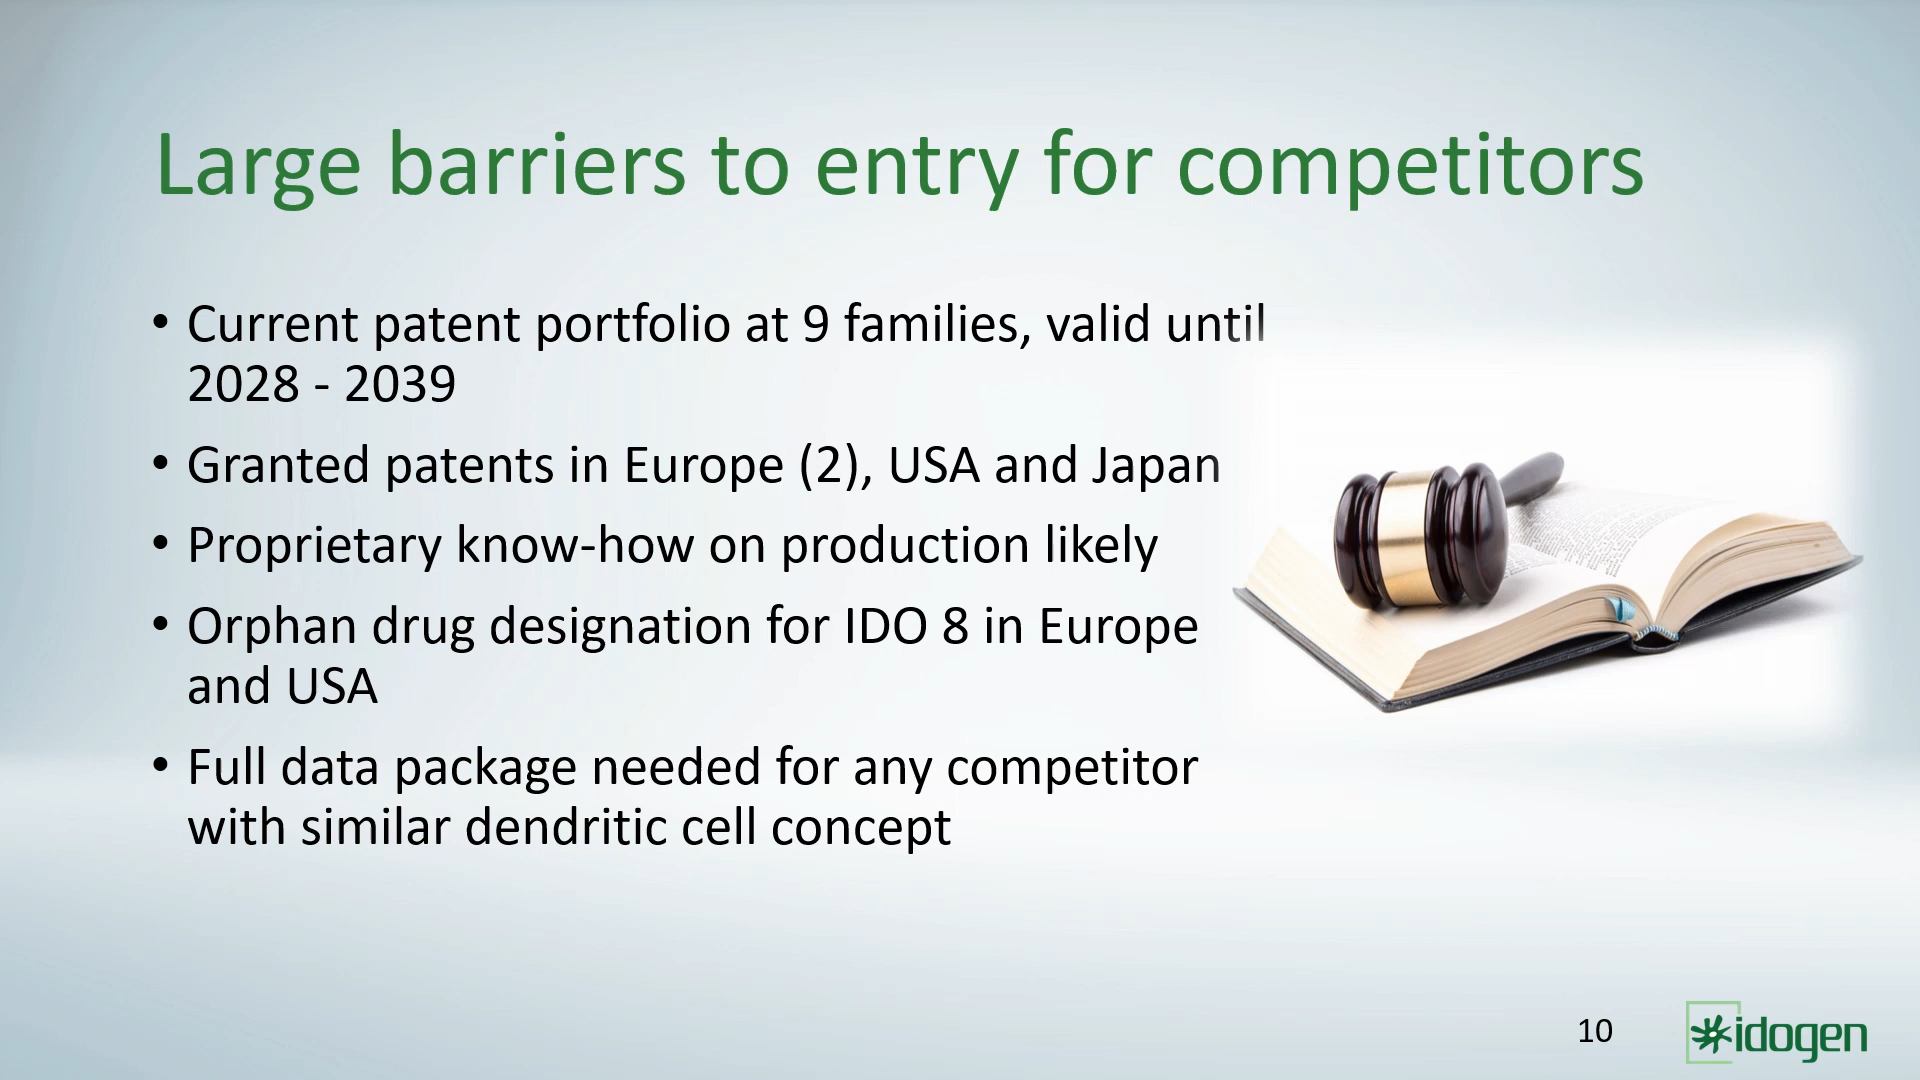 Large barriers to entry for competitors
• Current patent portfolio at 9 families, valid until
2028 - 2039
• Granted patents in Europe (2), USA and Japan
• Proprietary know-how on production likely
• Orphan drug designation for IDO 8 in Europe
and USA
• Full data package needed for any competitor
with similar dendritic cell concept
10
idogen